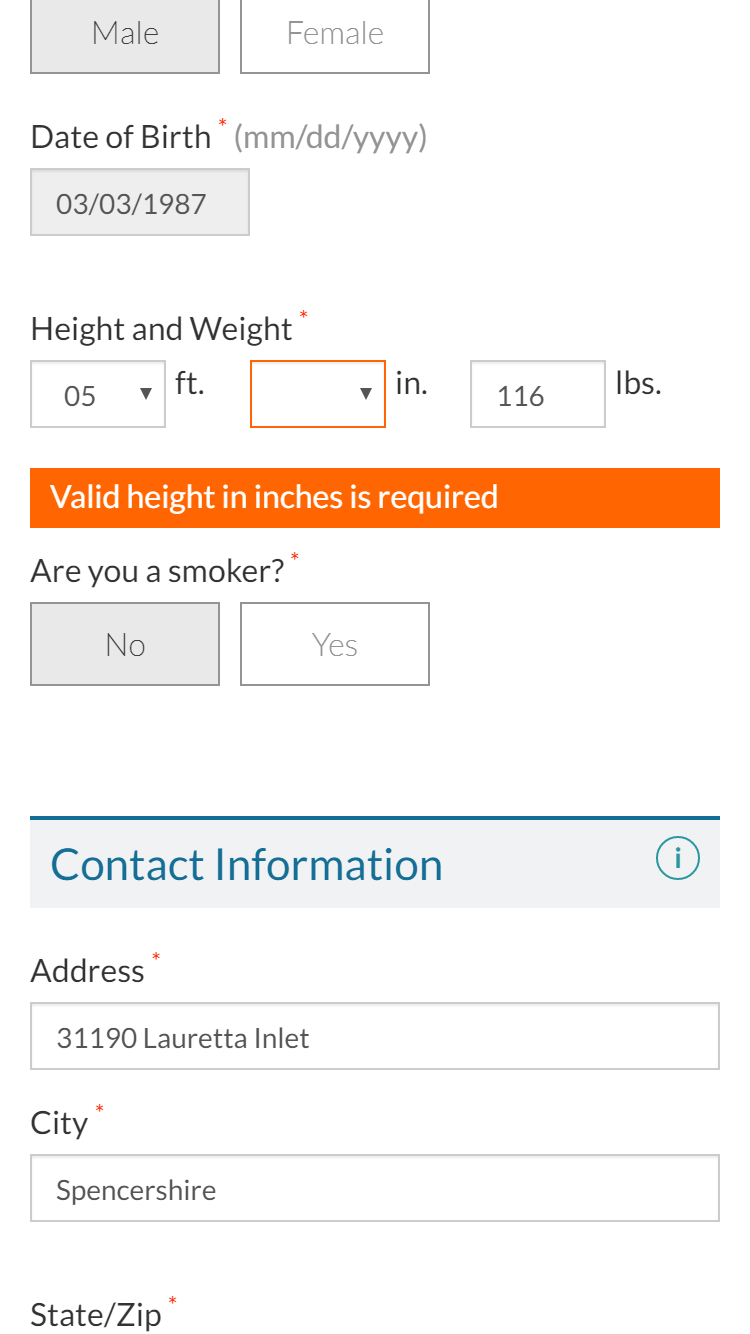 Male Female
Date of Birth * (mm/dd/yyyy)
03/03/1987
Height and Weight *
05 ft. in. 116 lbs.
Valid height in inches is required
Are you a smoker? *
No Yes
Contact Information i
Address *
31190 Lauretta Inlet
City *
Spencershire
State/Zip *